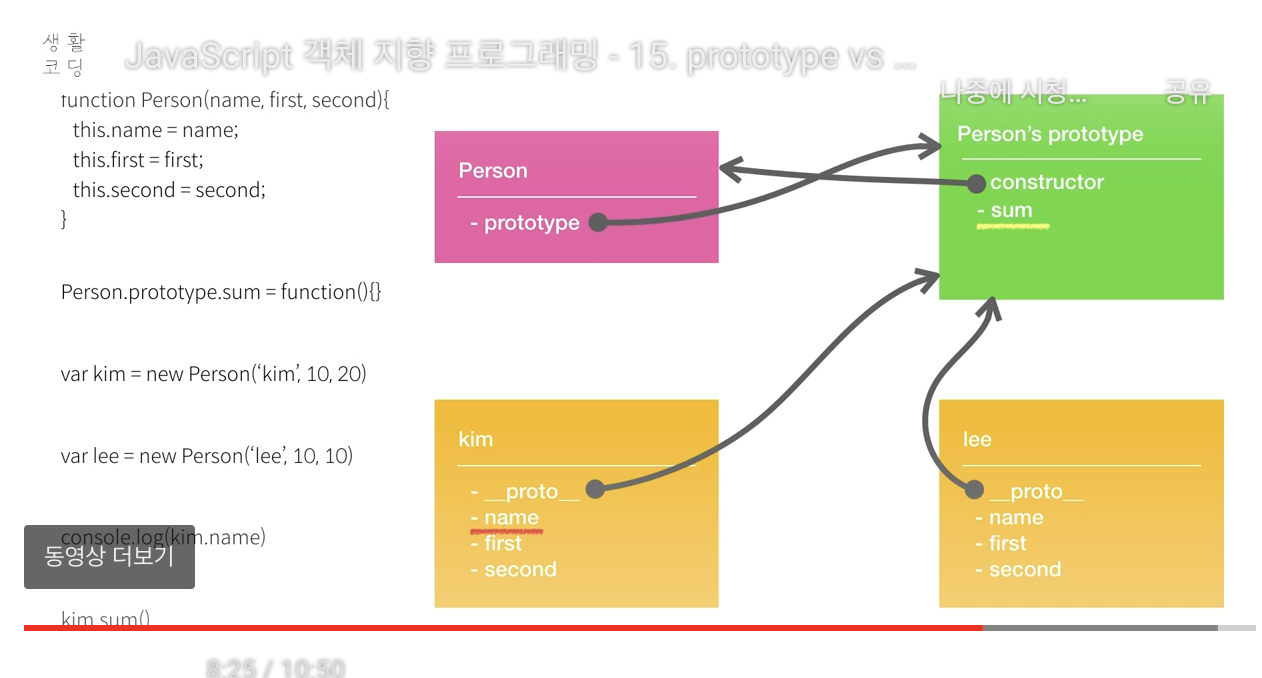 생활
코딩
JavaScript 객체 지향 프로그래밍 - 15. prototype vs ...
나중에 시청...
공유
function Person(name, first, second){
this.name = name;
this.first = first;
this.second = second;
}
Person.prototype.sum = function(){}
var kim = new Person(‘kim’, 10, 20)
var lee = new Person(‘lee’, 10, 10)
console.log(kim.name)
kim.sum()
Person
- prototype
Person’s prototype
constructor
- sum
kim
- __proto__
- name
- first
- second
lee
__proto__
- name
- first
- second
동영상 더보기
8:25 / 10:50